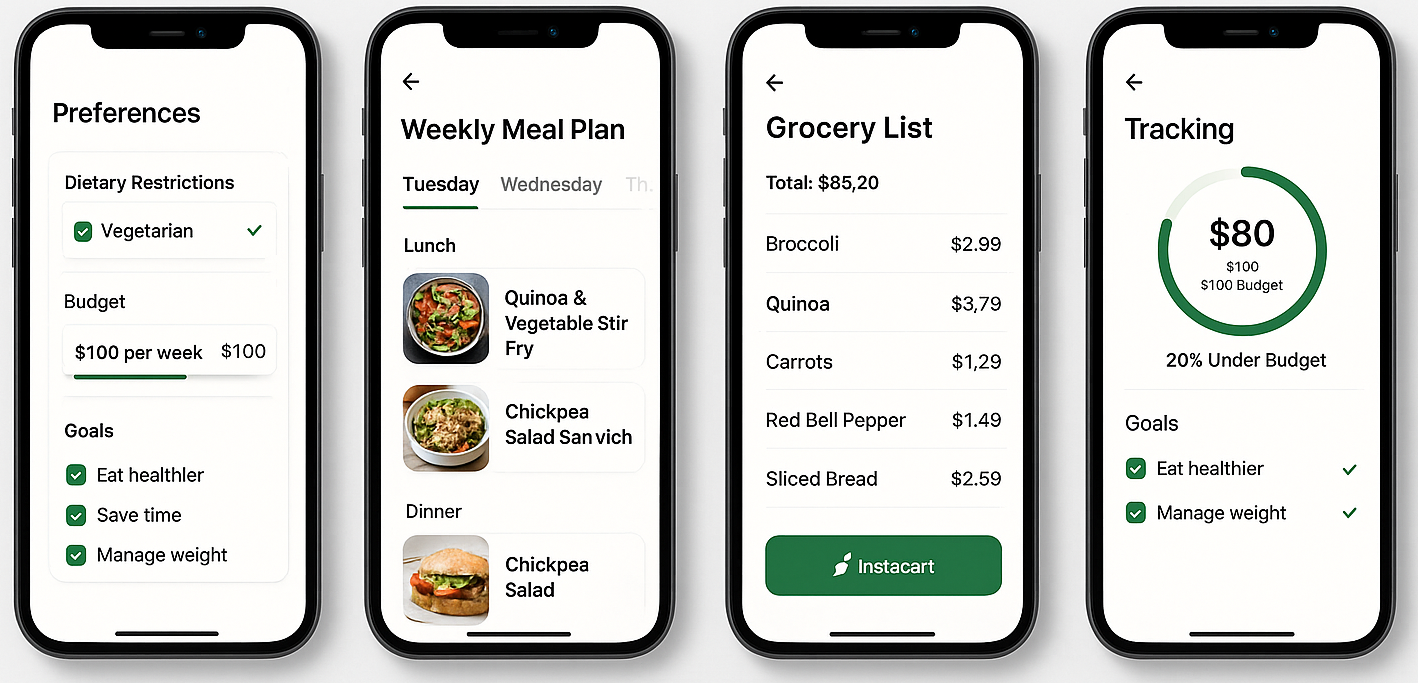 Preferences
Dietary Restrictions
Vegetarian
Budget
$100 per week $100
Goals
Eat healthler
Save time
Manage weight
Weekly Meal Plan
Tuesday Wednesday Th.
Lunch
Quinoa &
Vegetable Stir
Fry
Chickpea
Salad San vich
Dinner
Chickpea
Salad
Grocery List
Total: $85,20
Broccoli $2.99
Quinoa $3,79
Carrots $1,29
Red Bell Pepper $1.49
Sliced Bread $2.59
Instacart
Tracking
$80
$100
$100 Budget
20% Under Budget
Goals
Eat healthier
Manage weight